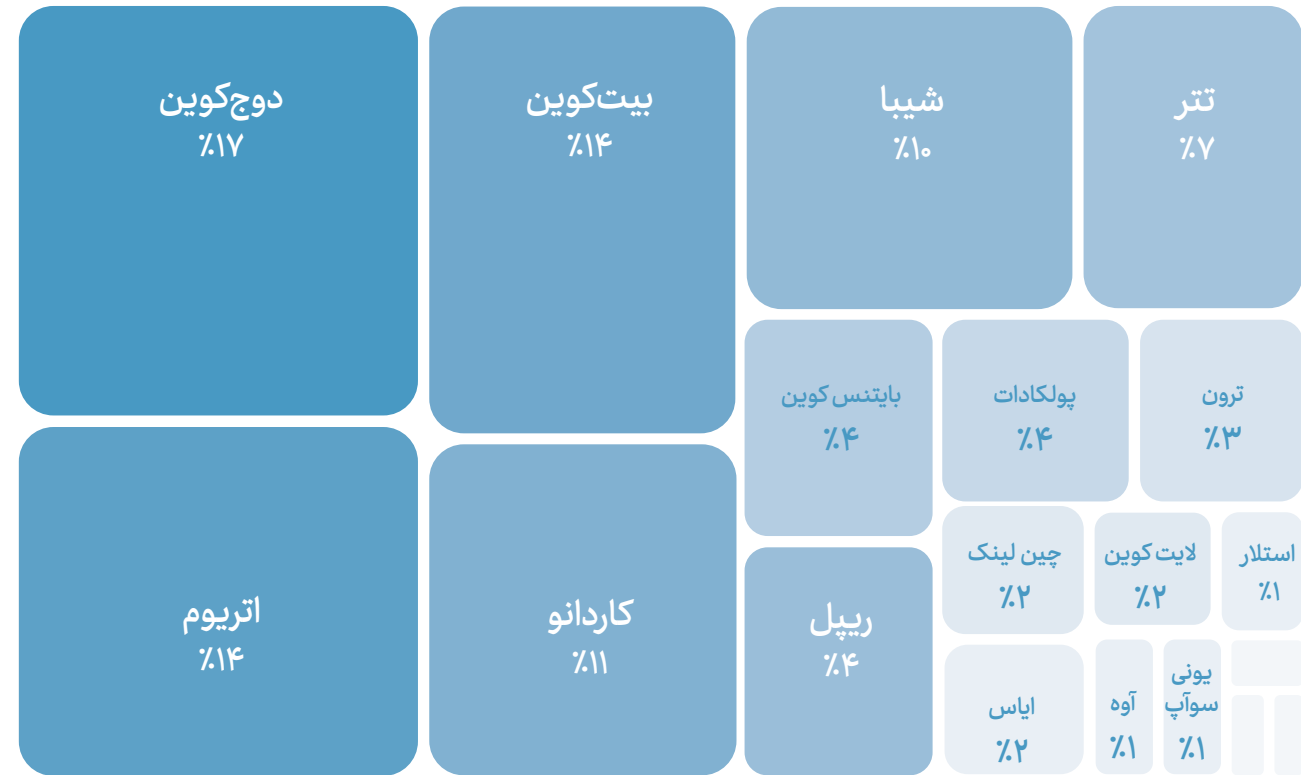 دوج‌کوین
٪۱۷
بیت‌کوین
٪۱۴
شیبا
٪۱۰
تتر
٪۷
اتریوم
٪۱۴
کاردانو
٪۱۱
بایتنس کوین
٪۴
پولکادات
٪۴
ترون
٪۳
ریپل
٪۴
چین لینک
٪۲
لایت کوین
٪۲
استلار
٪۱
ایاس
٪۲
آوه
٪۱
یونی
سوآپ
٪۱